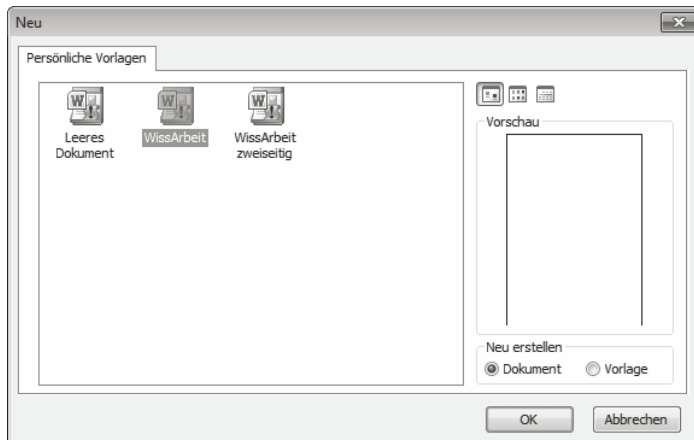 Neu
Persönliche Vorlagen
Leeres
Dokument
WissArbeit
WissArbeit
zweiseitig
Vorschau
Neu erstellen
Dokument
Vorlage
OK
Abbrechen